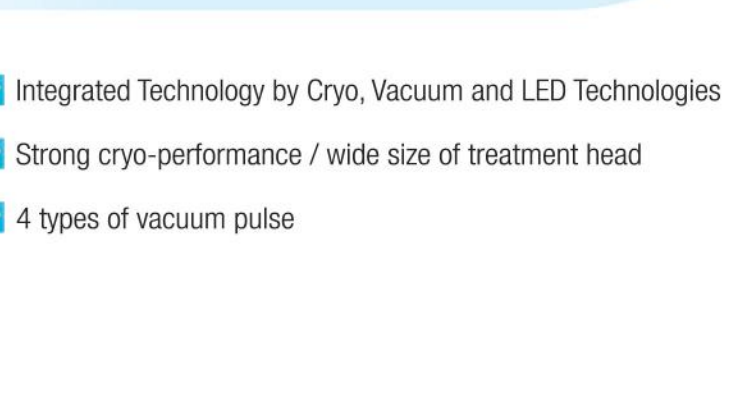 Integrated Technology by Cryo, Vacuum and LED Technologies
Strong cryo-performance / wide size of treatment head
4 types of vacuum pulse